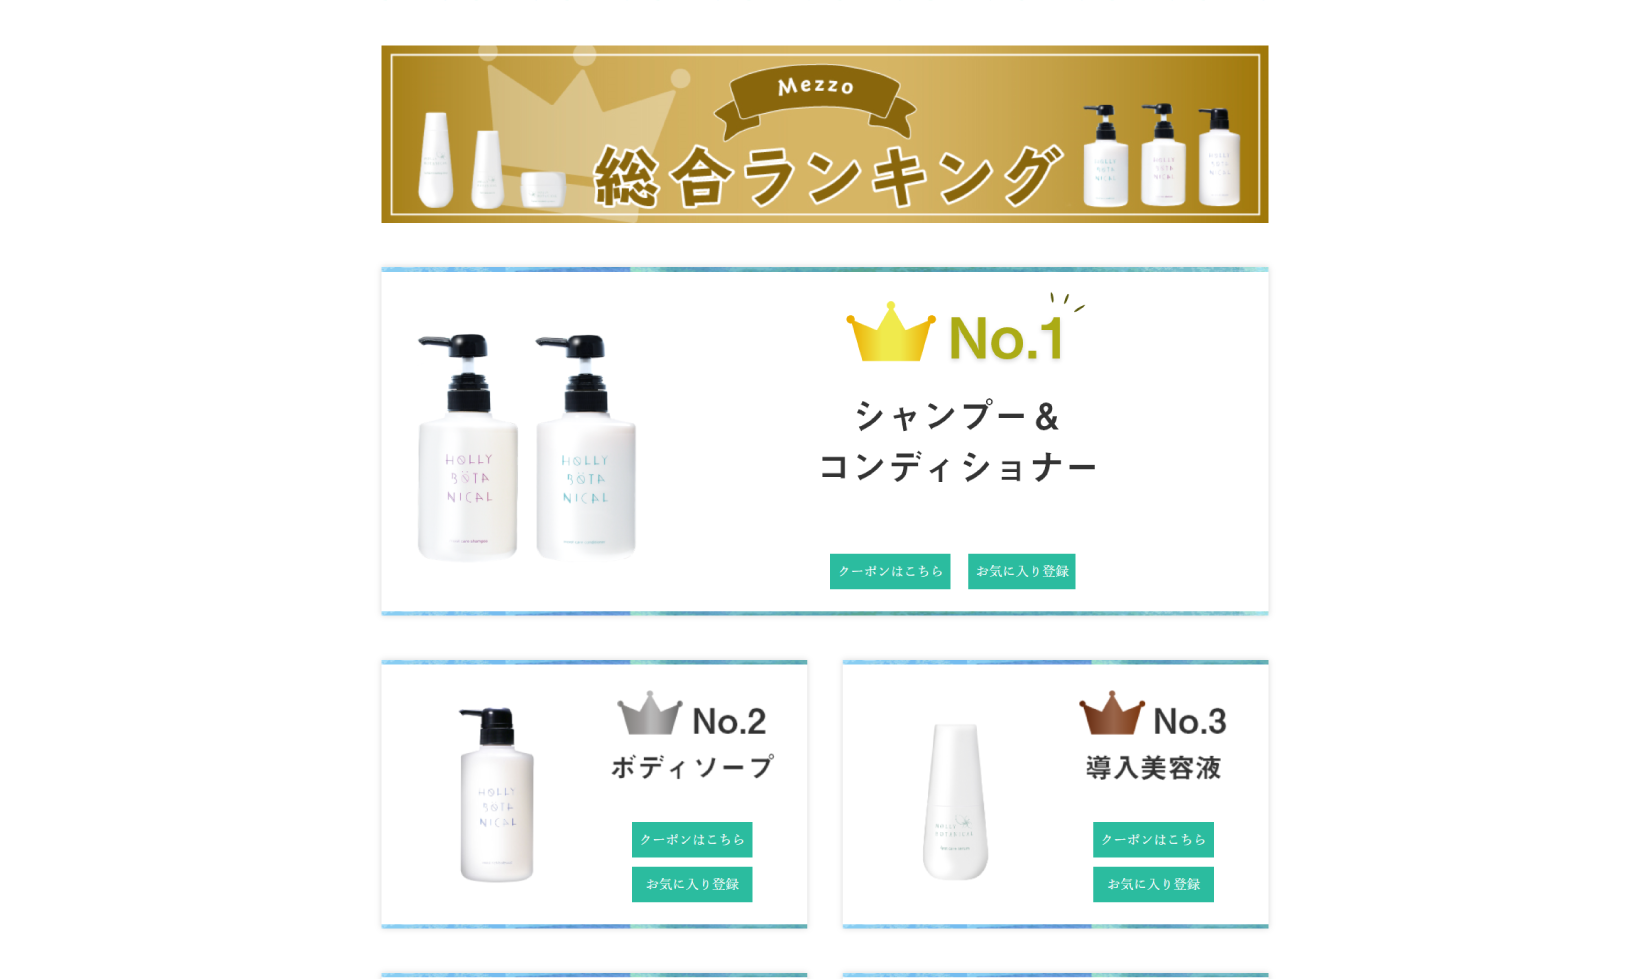 Mezzo
総合ランキング
No.1
シャンプー&
コンディショナー
HOLLY
BOTA
NICAL
HOLLY
BOTA
NICAL
クーポンはこちら
お気に入り登録
No.2
ボディソープ
HOLLY
BOTA
NICAL
クーポンはこちら
お気に入り登録
No.3
導入美容液
HOLLY
BOTANICAL
クーポンはこちら
お気に入り登録